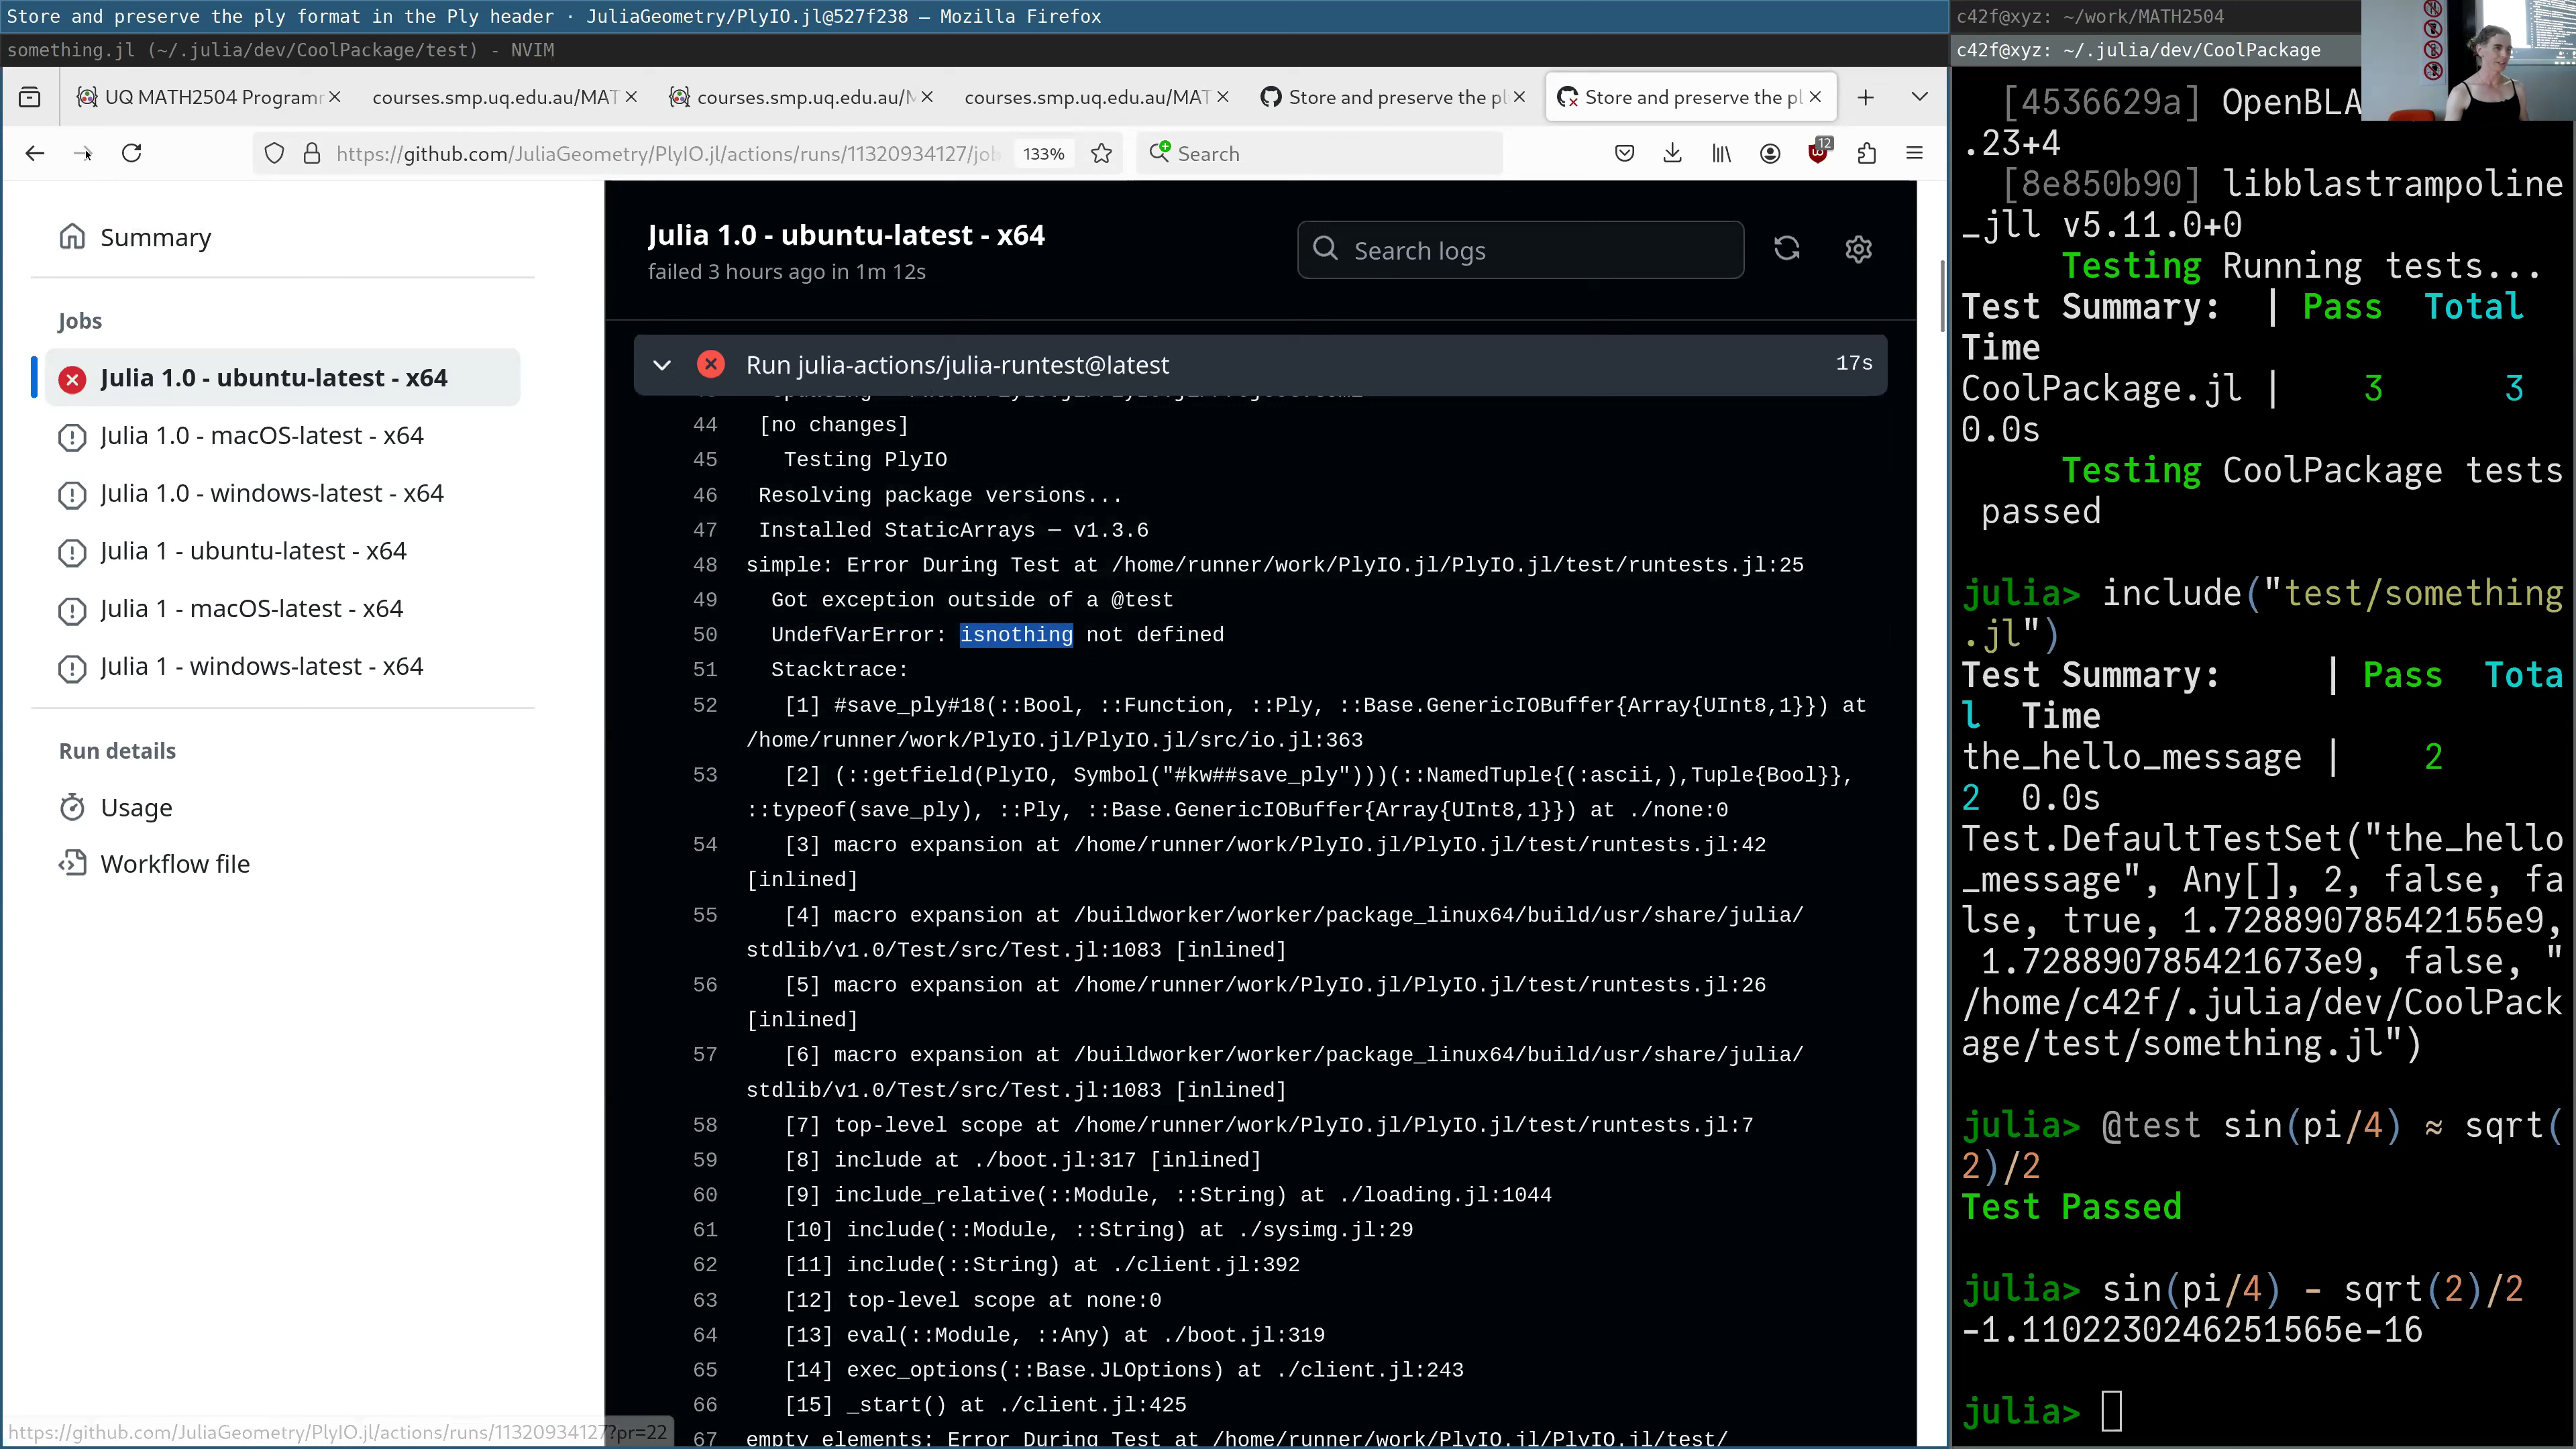 Store and preserve the ply format in the Ply header · JuliaGeometry/PlyIO.jl@527f238 — Mozilla Firefox
something.jl (~/.julia/dev/CoolPackage/test) - NVIM
UQ MATH2504 Programr
courses.smp.uq.edu.au/MAT
courses.smp.uq.edu.au/M
courses.smp.uq.edu.au/MAT
Store and preserve the pl
Store and preserve the pl
https://github.com/JuliaGeometry/PlyIO.jl/actions/runs/11320934127/job
133%
Search
12
Summary
Jobs
Julia 1.0 - ubuntu-latest - x64
Julia 1.0 - macOS-latest - x64
Julia 1.0 - windows-latest - x64
Julia 1 - ubuntu-latest - x64
Julia 1 - macOS-latest - x64
Julia 1 - windows-latest - x64
Run details
Usage
Workflow file
https://github.com/JuliaGeometry/PlyIO.jl/actions/runs/11320934127?pr=22
Julia 1.0 - ubuntu-latest - x64
failed 3 hours ago in 1m 12s
Search logs
Run julia-actions/julia-runtest@latest 17s
44 [no changes]
45 Testing PlyIO
46 Resolving package versions...
47 Installed StaticArrays — v1.3.6
48 simple: Error During Test at /home/runner/work/PlyIO.jl/PlyIO.jl/test/runtests.jl:25
49 Got exception outside of a @test
50 UndefVarError: isnothing not defined
51 Stacktrace:
52 [1] #save_ply#18(::Bool, ::Function, ::Ply, ::Base.GenericIOBuffer{Array{UInt8,1}}) at
/home/runner/work/PlyIO.jl/PlyIO.jl/src/io.jl:363
53 [2] (::getfield(PlyIO, Symbol("#kw##save_ply")))(::NamedTuple{(:ascii,),Tuple{Bool}},
::typeof(save_ply), ::Ply, ::Base.GenericIOBuffer{Array{UInt8,1}}) at ./none:0
54 [3] macro expansion at /home/runner/work/PlyIO.jl/PlyIO.jl/test/runtests.jl:42
[inlined]
55 [4] macro expansion at /buildworker/worker/package_linux64/build/usr/share/julia/
stdlib/v1.0/Test/src/Test.jl:1083 [inlined]
56 [5] macro expansion at /home/runner/work/PlyIO.jl/PlyIO.jl/test/runtests.jl:26
[inlined]
57 [6] macro expansion at /buildworker/worker/package_linux64/build/usr/share/julia/
stdlib/v1.0/Test/src/Test.jl:1083 [inlined]
58 [7] top-level scope at /home/runner/work/PlyIO.jl/PlyIO.jl/test/runtests.jl:7
59 [8] include at ./boot.jl:317 [inlined]
60 [9] include_relative(::Module, ::String) at ./loading.jl:1044
61 [10] include(::Module, ::String) at ./sysimg.jl:29
62 [11] include(::String) at ./client.jl:392
63 [12] top-level scope at none:0
64 [13] eval(::Module, ::Any) at ./boot.jl:319
65 [14] exec_options(::Base.JLOptions) at ./client.jl:243
66 [15] _start() at ./client.jl:425
67 empty elements: Error During Test at /home/runner/work/PlyIO.jl/PlyIO.jl/test/
c42f@xyz: ~/work/MATH2504
c42f@xyz: ~/.julia/dev/CoolPackage
[4536629a] OpenBLA
.23+4
[8e850b90] libblastrampoline
_jll v5.11.0+0
Testing Running tests...
Test Summary: | Pass Total
Time
CoolPackage.jl | 3 3
0.0s
Testing CoolPackage tests
passed
julia> include("test/something
.jl")
Test Summary: | Pass Tota
l Time
the_hello_message | 2
2 0.0s
Test.DefaultTestSet("the_hello
_message", Any[], 2, false, fa
lse, true, 1.72889078542155e9,
1.728890785421673e9, false, "
/home/c42f/.julia/dev/CoolPack
age/test/something.jl")
julia> @test sin(pi/4) ≈ sqrt(
2)/2
Test Passed
julia> sin(pi/4) - sqrt(2)/2
-1.1102230246251565e-16
julia>